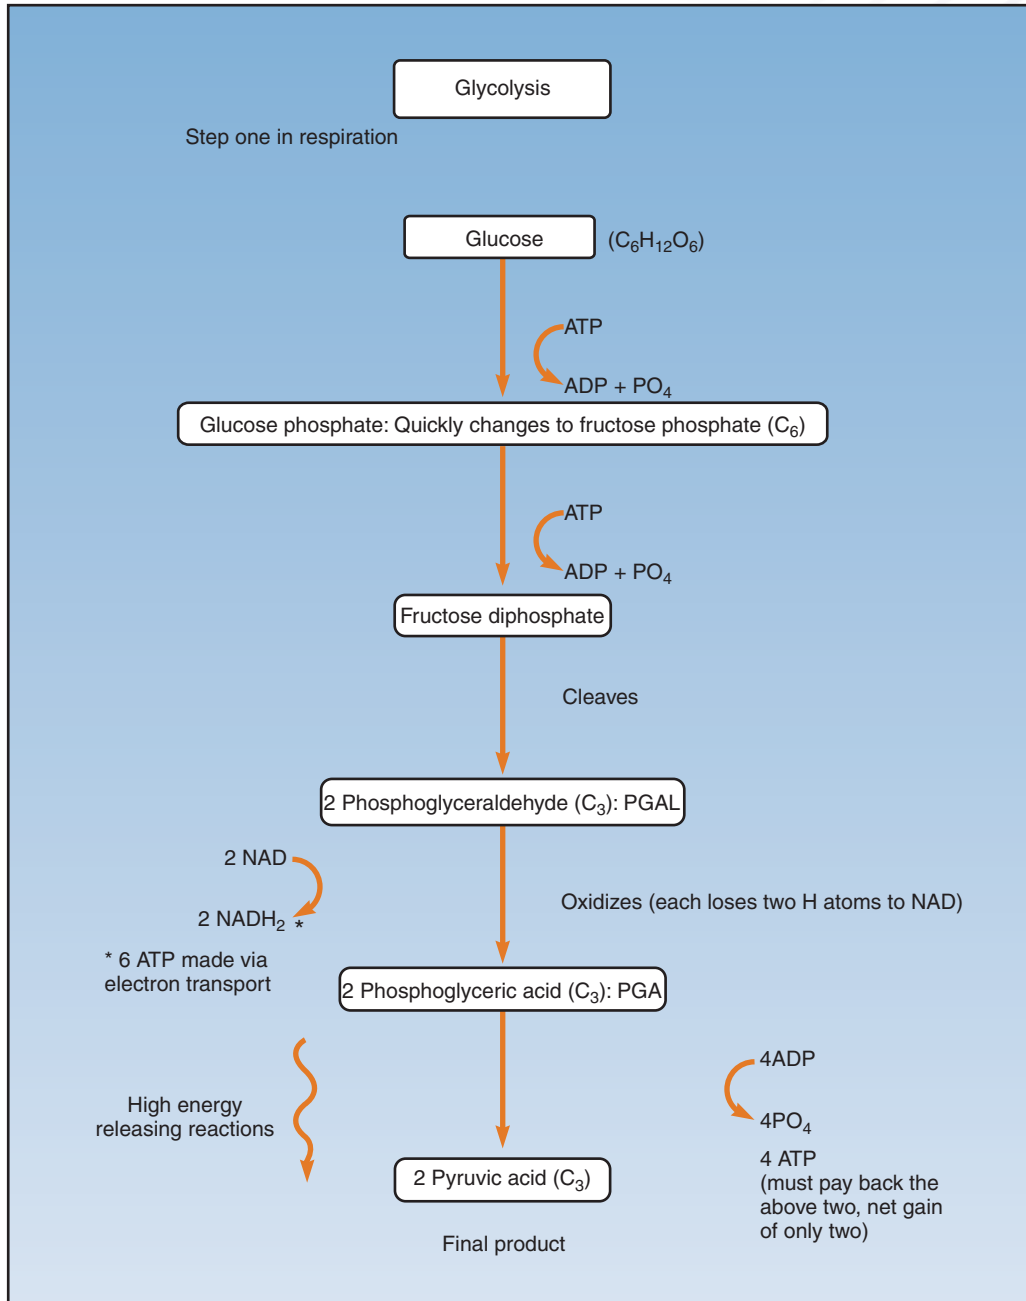 Glycolysis
Step one in respiration
Glucose
(C₆H₁₂O₆)
ATP
ADP + PO₄
Glucose phosphate: Quickly changes to fructose phosphate (C₆)
ATP
ADP + PO₄
Fructose diphosphate
Cleaves
2 Phosphoglyceraldehyde (C₃): PGAL
2 NAD
Oxidizes (each loses two H atoms to NAD)
2 NADH₂ *
* 6 ATP made via
electron transport
2 Phosphoglyceric acid (C₃): PGA
High energy
releasing reactions
4ADP
4PO₄
4 ATP
(must pay back the
above two, net gain
of only two)
2 Pyruvic acid (C₃)
Final product